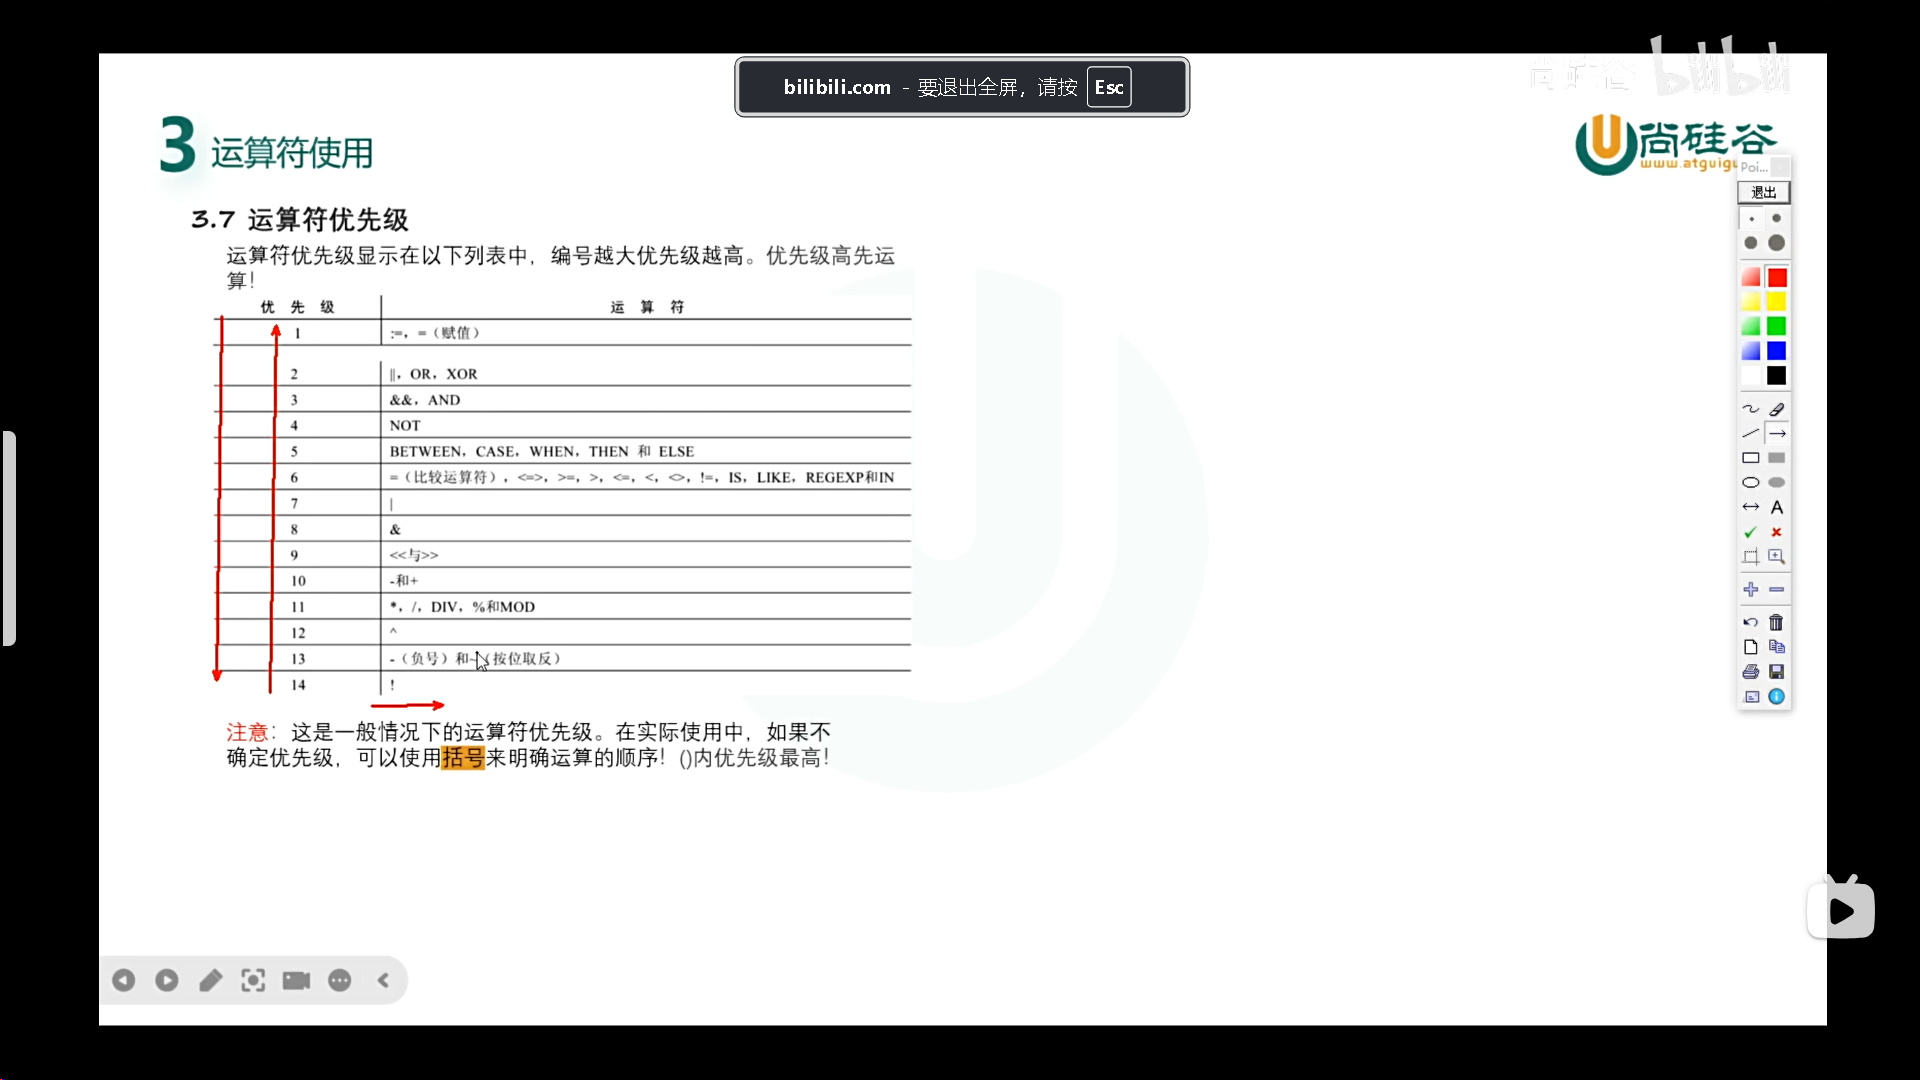 bilibili.com - 要退出全屏，请按 Esc
尚硅谷 bilibili
3 运算符使用
尚硅谷
www.atguigu
Poi...
退出
3.7 运算符优先级
运算符优先级显示在以下列表中，编号越大优先级越高。优先级高先运
算！
优 先 级 运 算 符
1 :=，=（赋值）
2 ||，OR，XOR
3 &&，AND
4 NOT
5 BETWEEN，CASE，WHEN，THEN 和 ELSE
6 =（比较运算符），<=>，>=，>，<=，<，<>，!=，IS，LIKE，REGEXP和IN
7 |
8 &
9 <<与>>
10 -和+
11 *，/，DIV，%和MOD
12 ^
13 -（负号）和~（按位取反）
14 !
注意：这是一般情况下的运算符优先级。在实际使用中，如果不
确定优先级，可以使用括号来明确运算的顺序！()内优先级最高！
A